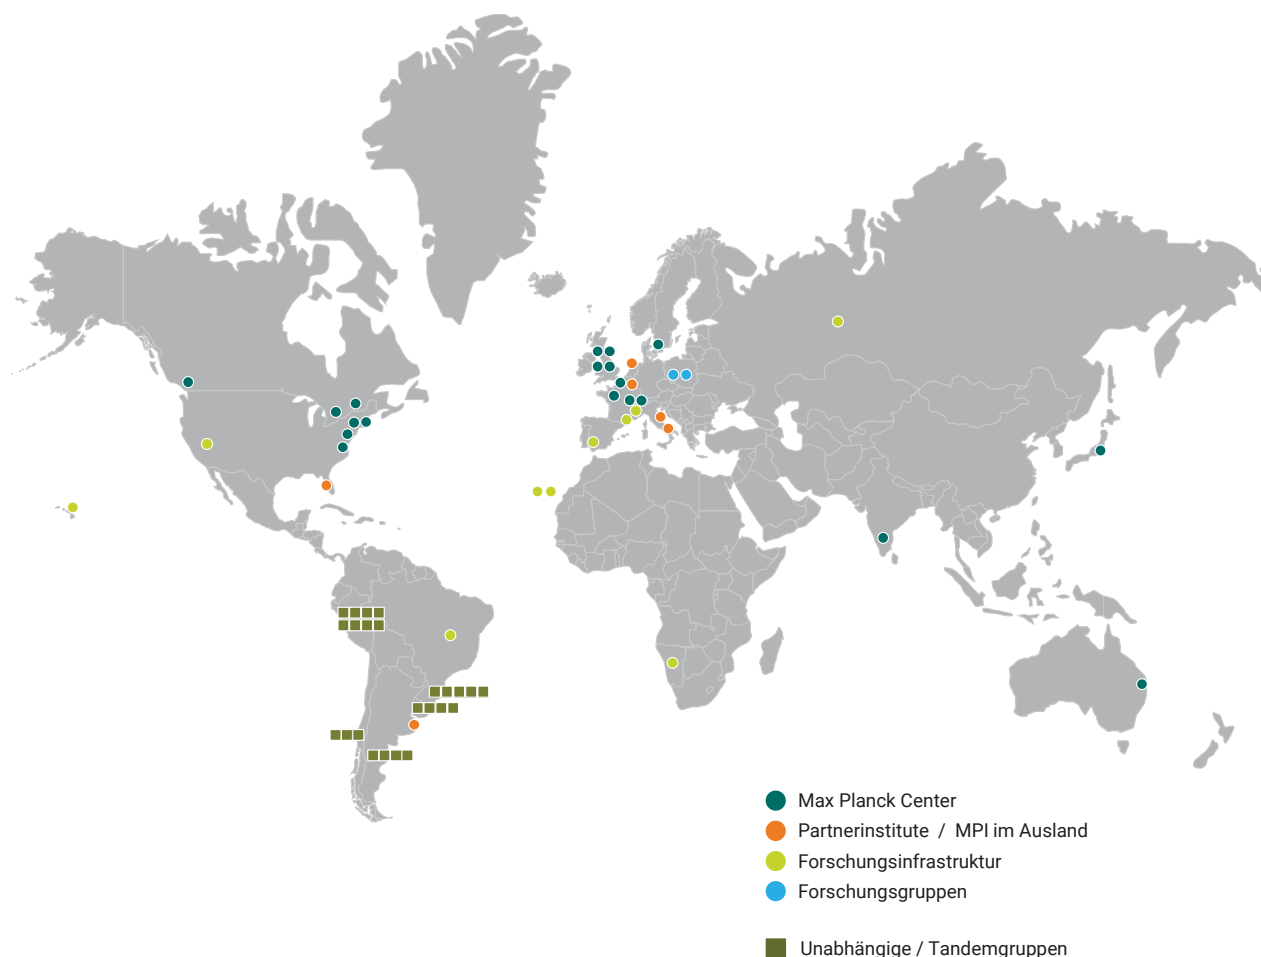 Max Planck Center
Partnerinstitute / MPI im Ausland
Forschungsinfrastruktur
Forschungsgruppen
Unabhängige / Tandemgruppen